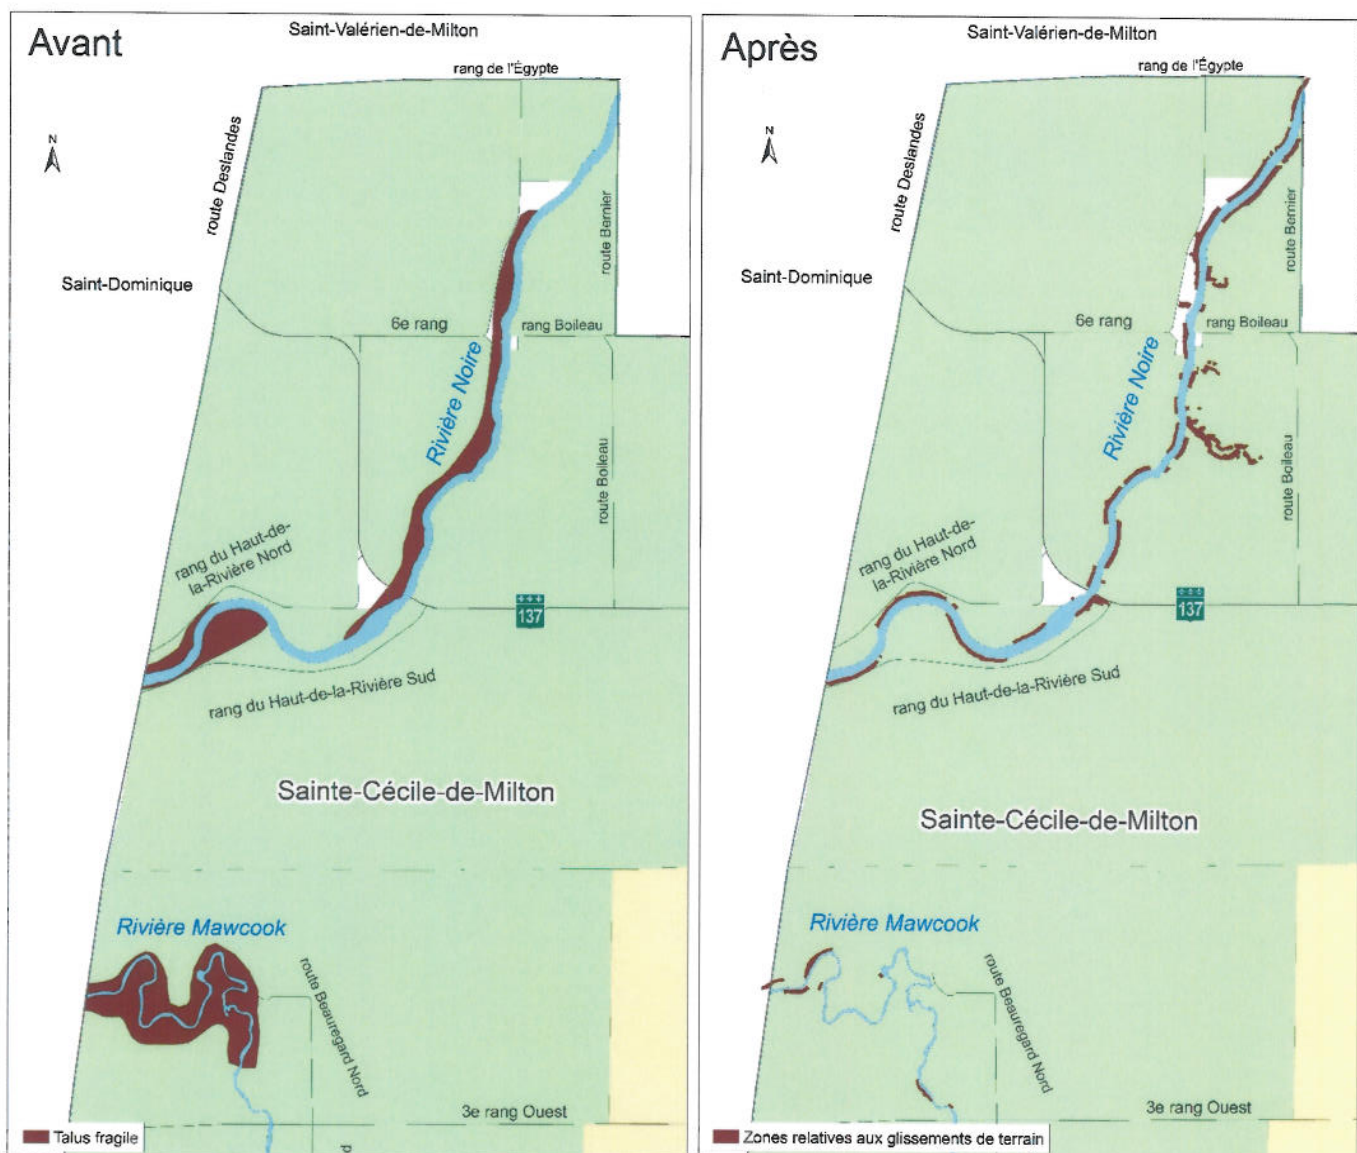 Avant
Saint-Valérien-de-Milton
rang de l'Égypte
N
route Deslandes
route Bernier
Saint-Dominique
6e rang
rang Boileau
Rivière Noire
route Boileau
rang du Haut-de-
la-Rivière Nord
137
rang du Haut-de-la-Rivière Sud
Sainte-Cécile-de-Milton
Rivière Mawcook
route Beauregard Nord
3e rang Ouest
Talus fragile
Après
Saint-Valérien-de-Milton
rang de l'Égypte
N
route Deslandes
route Bernier
Saint-Dominique
6e rang
rang Boileau
Rivière Noire
route Boileau
rang du Haut-de-
la-Rivière Nord
137
rang du Haut-de-la-Rivière Sud
Sainte-Cécile-de-Milton
Rivière Mawcook
route Beauregard Nord
3e rang Ouest
Zones relatives aux glissements de terrain